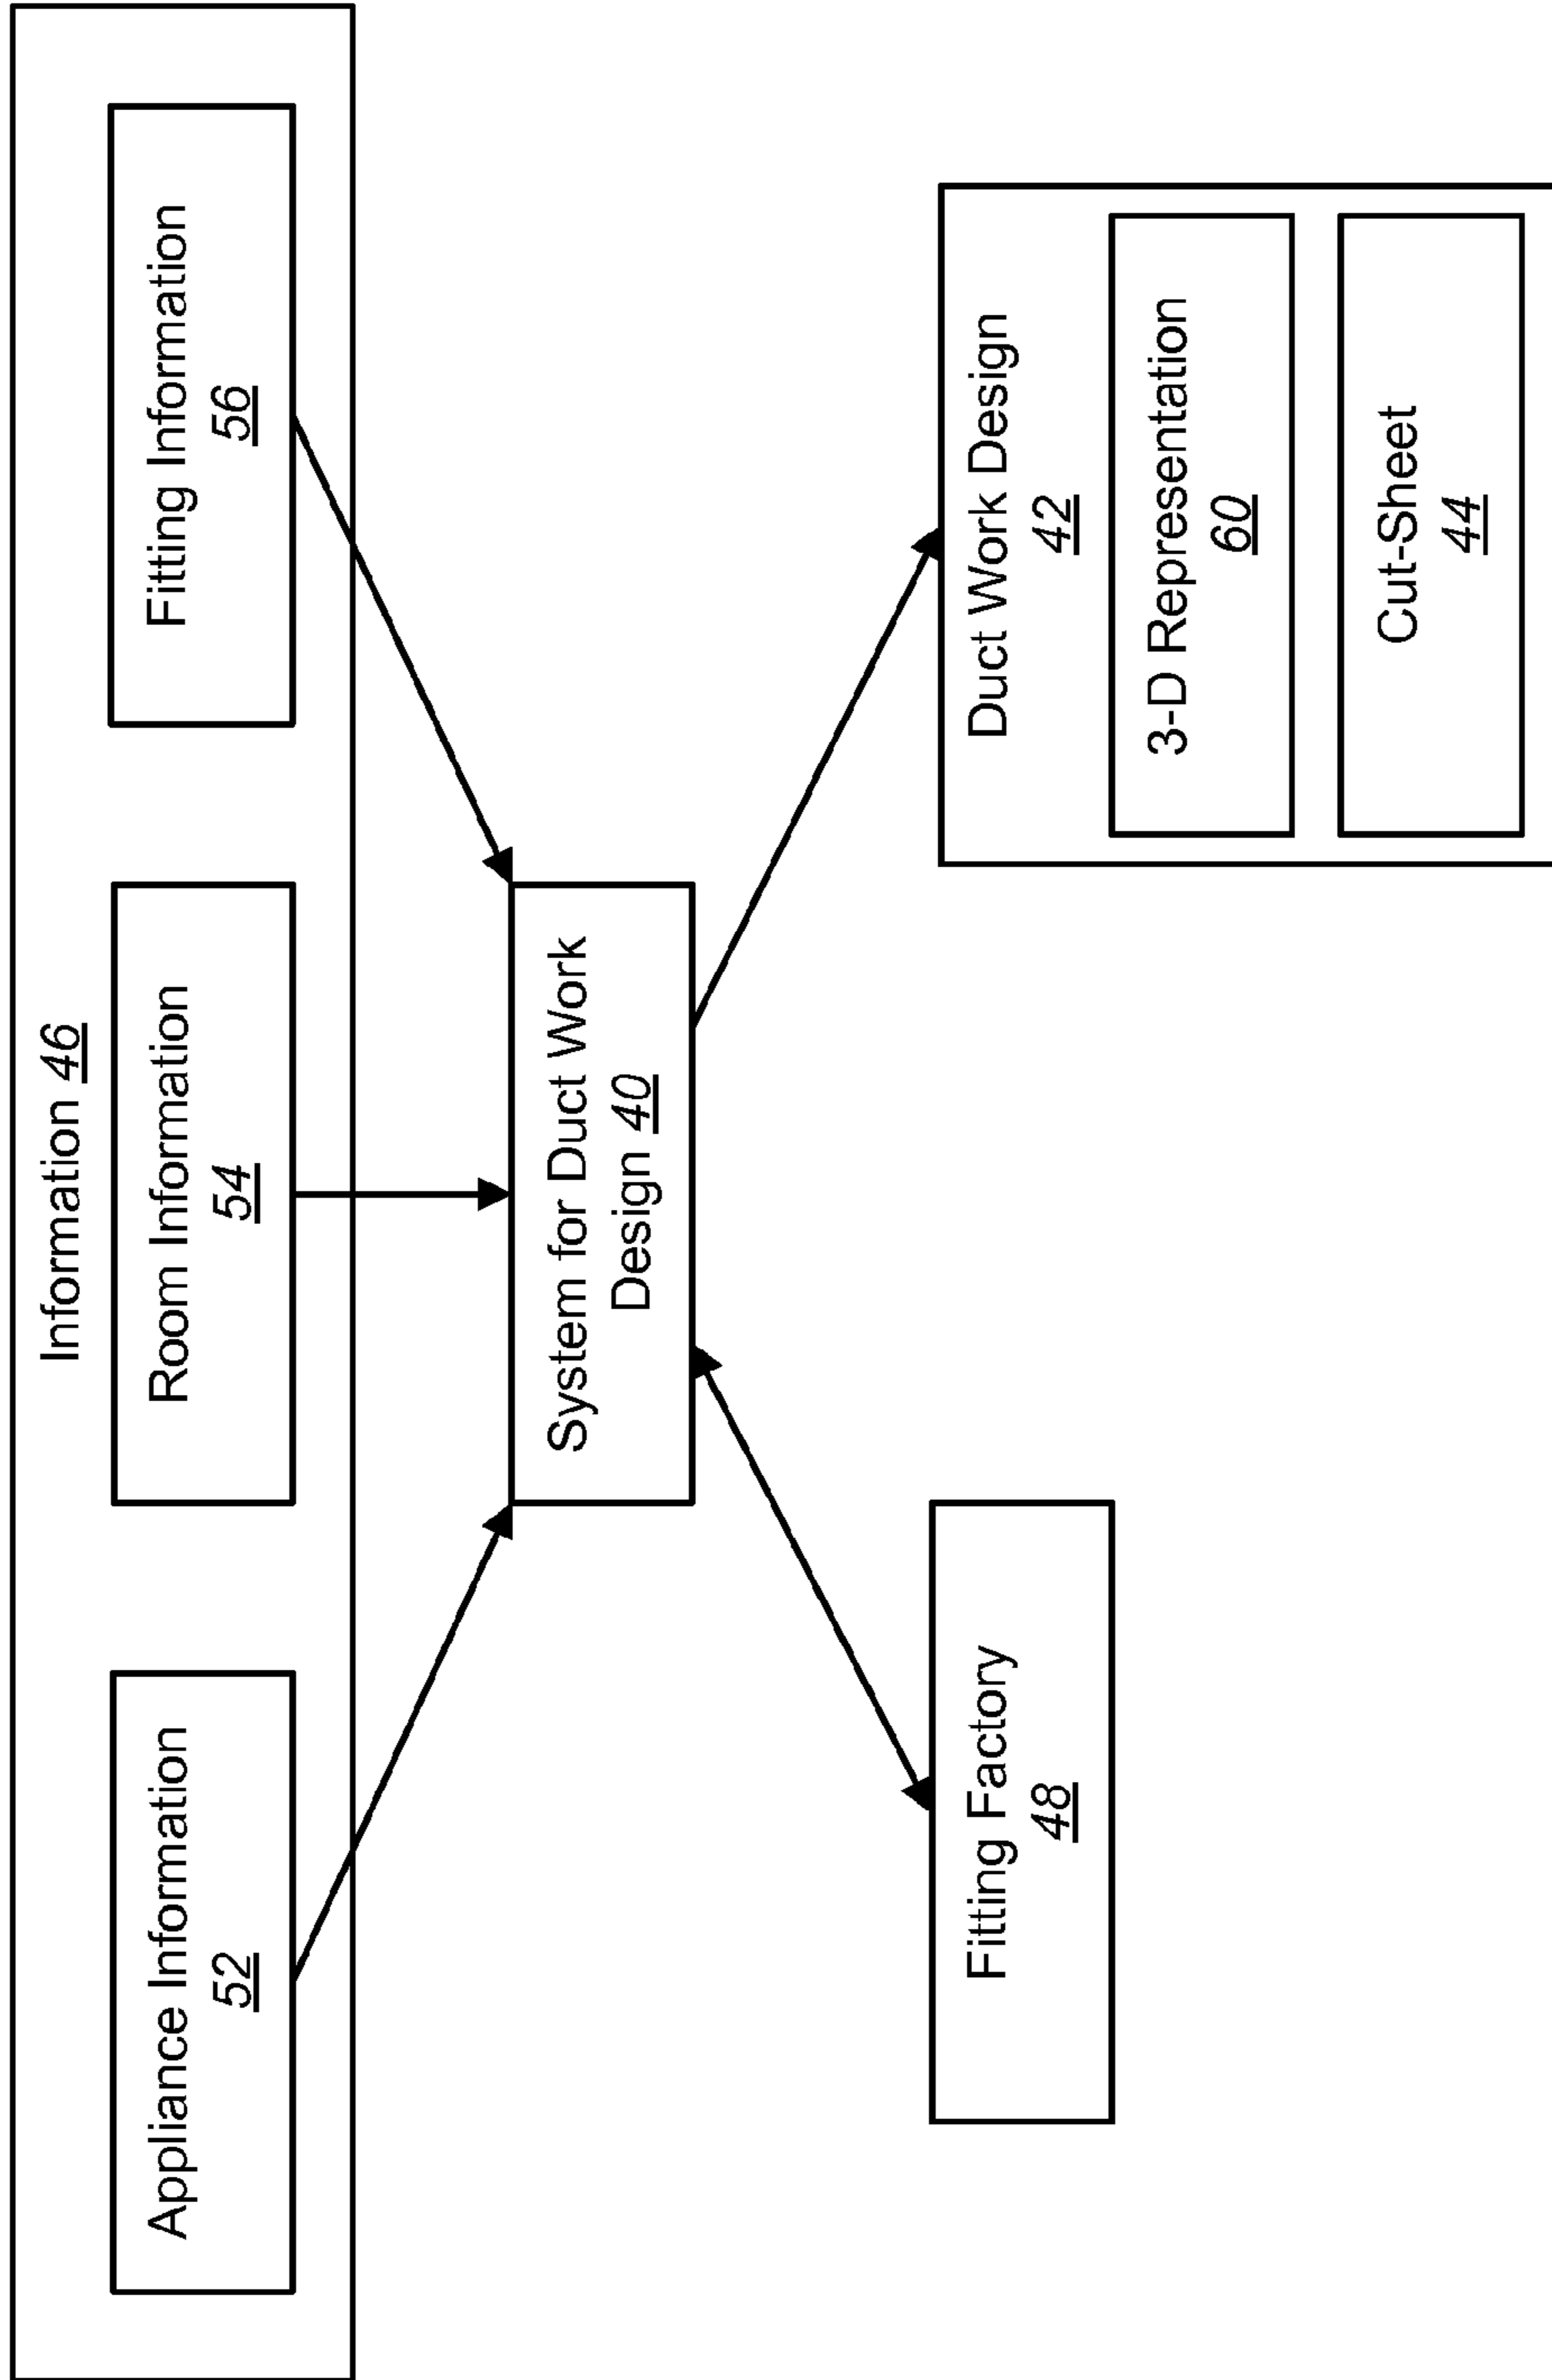 Information 46
Appliance Information
52
Room Information
54
Fitting Information
56
System for Duct Work
Design 40
Fitting Factory
48
Duct Work Design
42
3-D Representation
60
Cut-Sheet
44